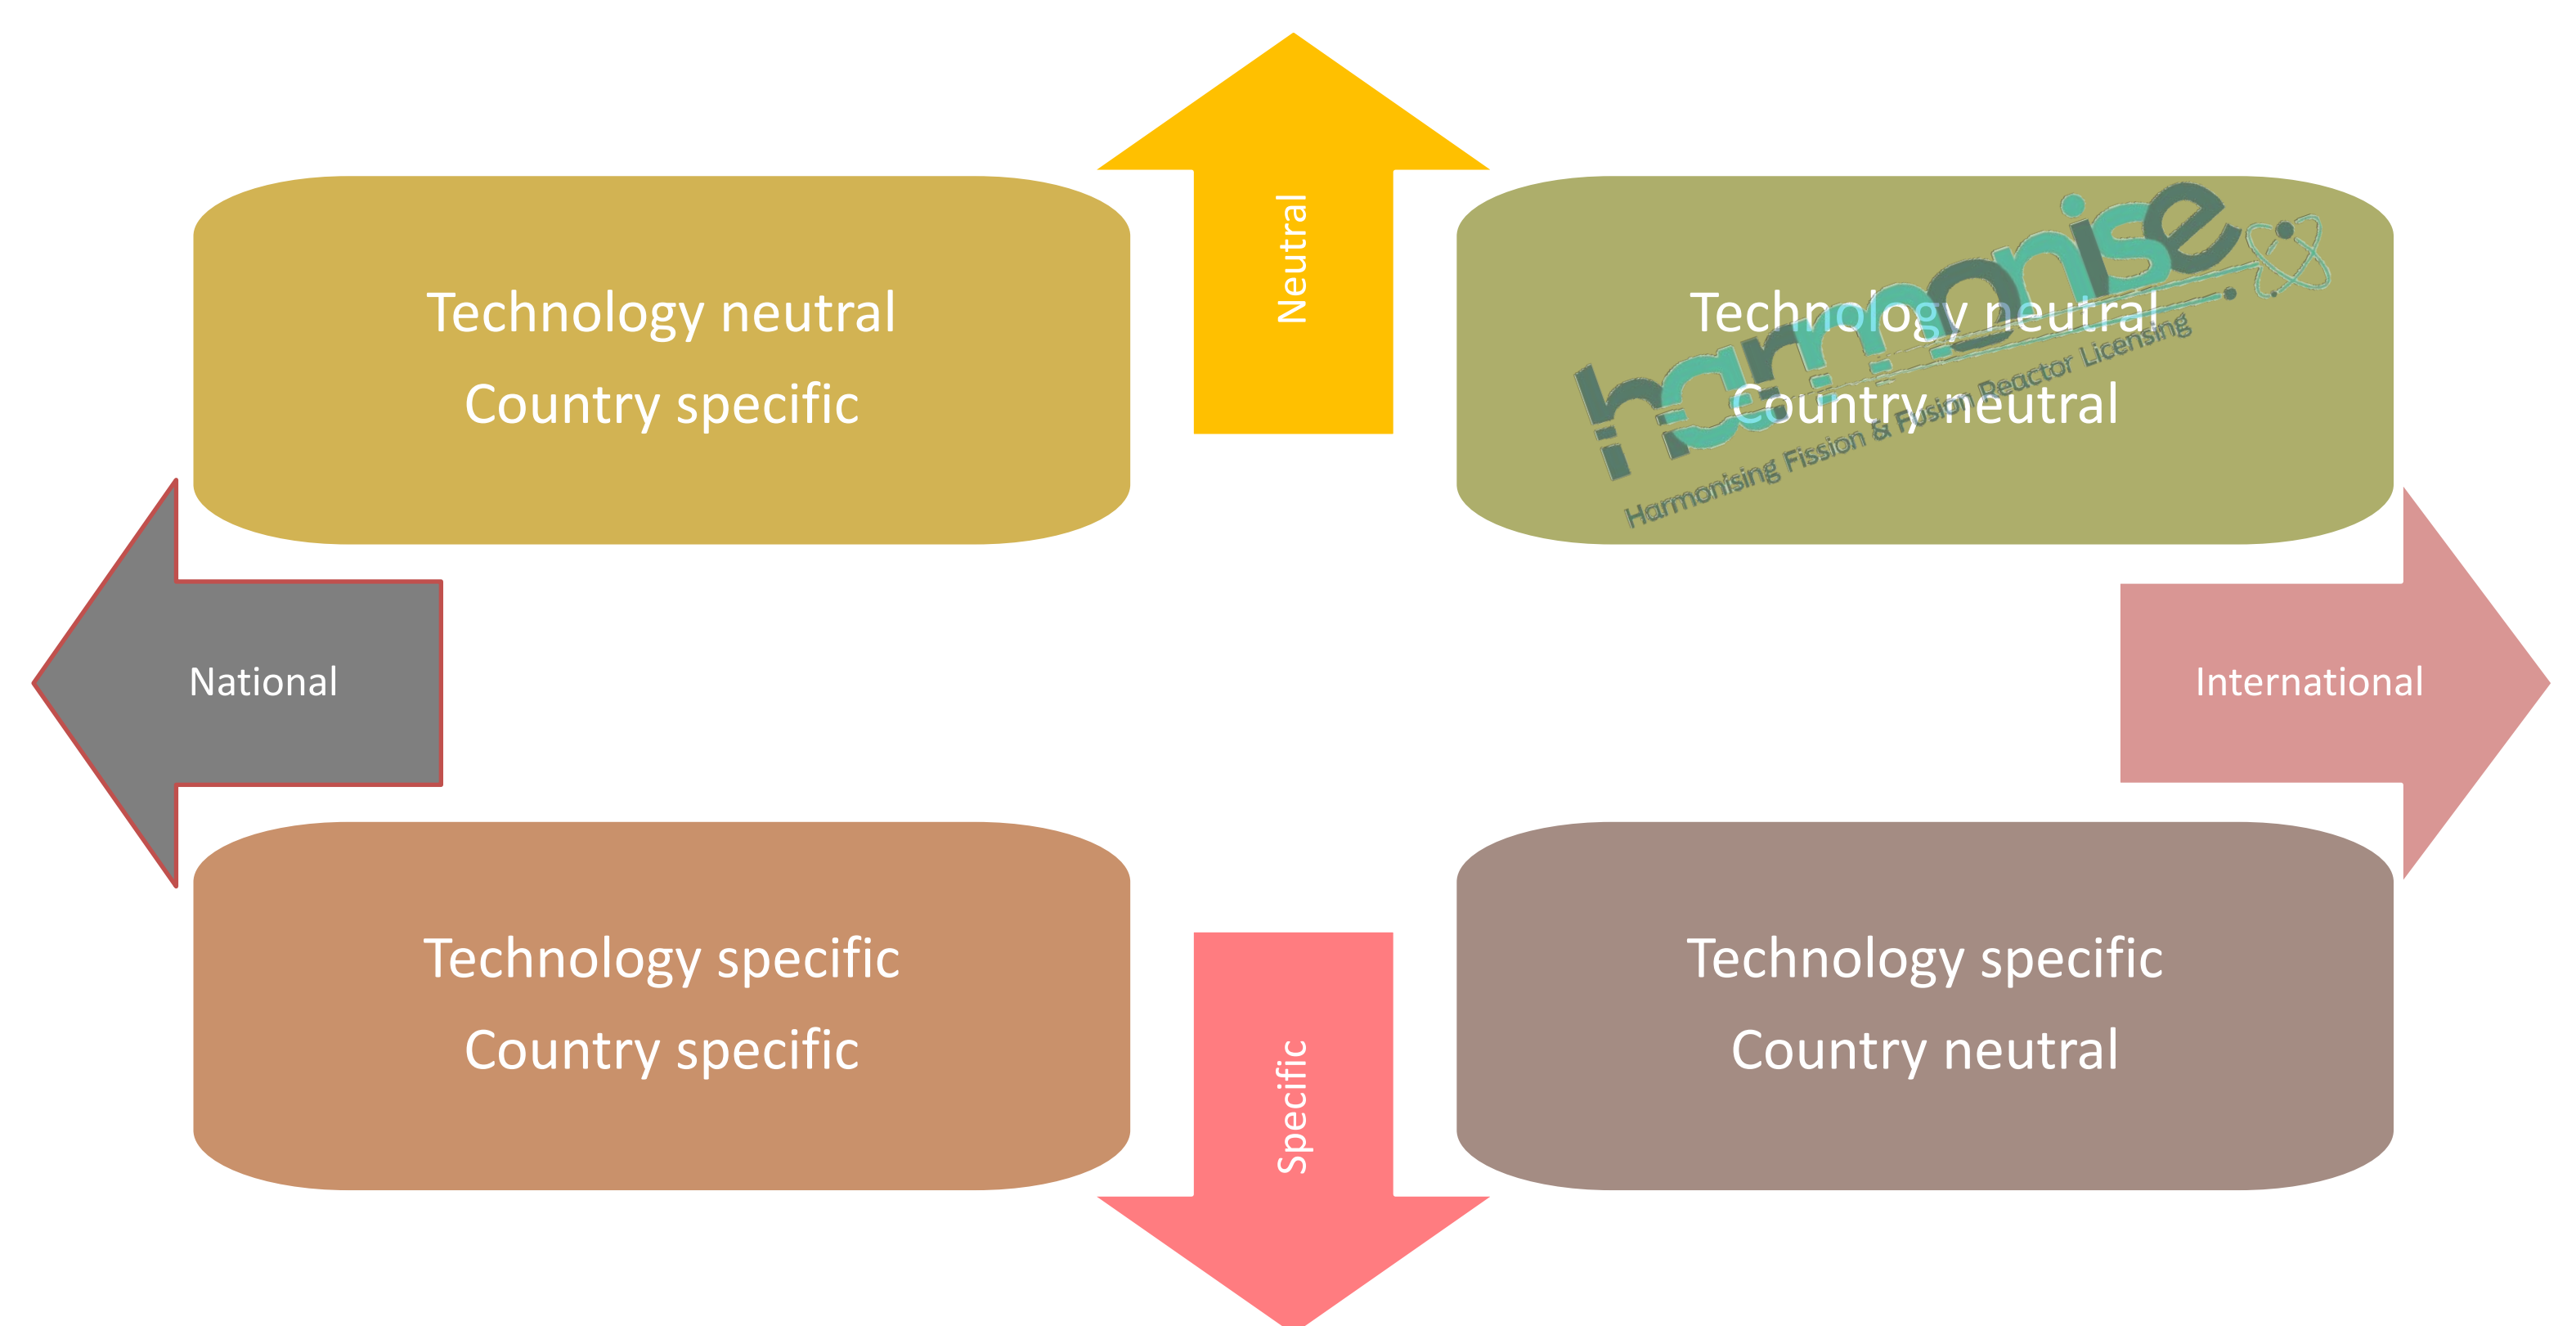 Neutral
Technology neutral
Country specific
Technology neutral
Country neutral
harmonise
Harmonising Fission & Fusion Reactor Licensing
National
International
Technology specific
Country specific
Technology specific
Country neutral
Specific